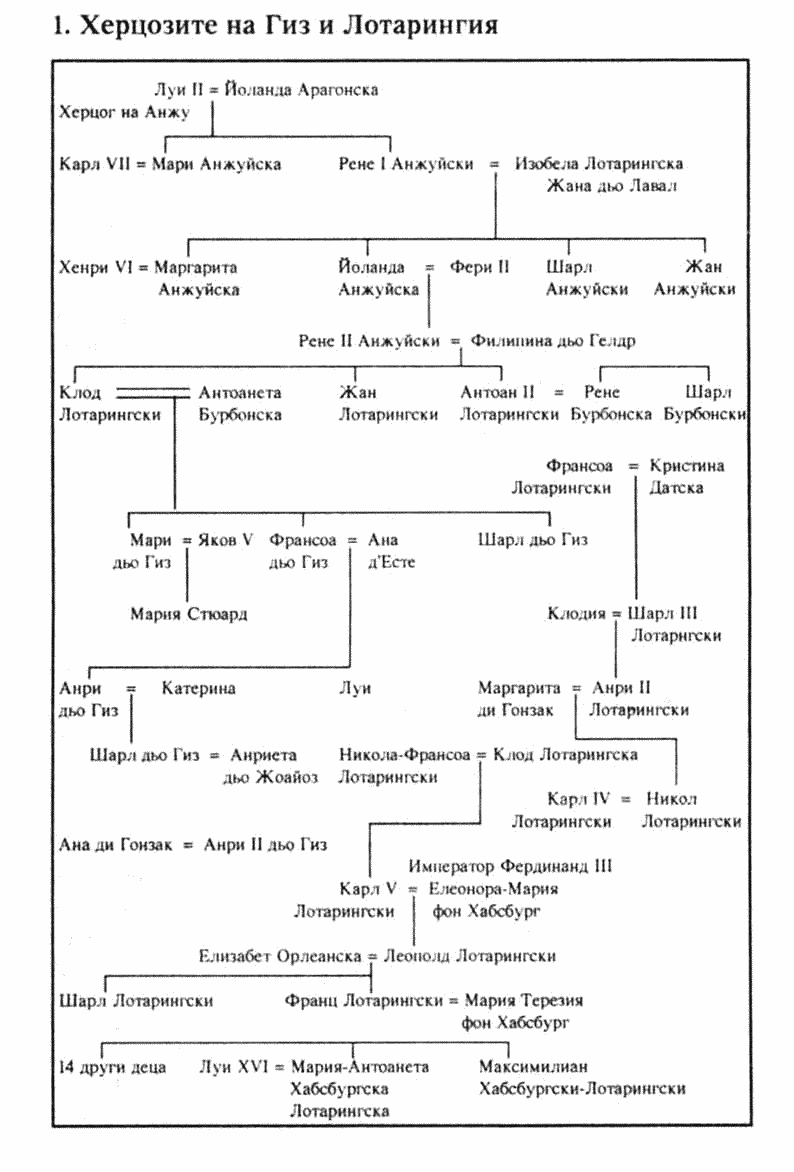 1. Херцозите на Гиз и Лотарингия
Луи II = Йоланда Арагонска
Херцог на Анжу
Карл VII = Мари Анжуйска Рене I Анжуйски = Изобела Лотарингска
Жана дьо Лавал
Хенри VI = Маргарита Йоланда = Фери II Шарл Жан
Анжуйска Анжуйска Анжуйски Анжуйски
Рене II Анжуйски = Филипина дьо Гелдр
Клод Антоанета Жан Антоан II = Рене Шарл
Лотарингски Бурбонска Лотарингски Лотарингски Бурбонска Бурбонски
Франсоа = Кристина
Лотарингски Датска
Мари = Яков V Франсоа = Ана Шарл дьо Гиз
дьо Гиз дьо Гиз д'Есте
Мария Стюард Клодия = Шарл III
Лотарнгски
Анри = Катерина Луи Маргарита = Анри II
дьо Гиз ди Гонзак Лотарингски
Шарл дьо Гиз = Анриета Никола-Франсоа = Клод Лотарингска
дьо Жоайоз Лотарингски
Карл IV = Никол
Лотарингски Лотарингски
Ана ди Гонзак = Анри II дьо Гиз
Император Фердинанд III
Карл V = Елеонора-Мария
Лотарингски фон Хабсбург
Елизабет Орлеанска = Леополд Лотарингски
Шарл Лотарингски Франц Лотарингски = Мария Терезия
фон Хабсбург
14 други деца Луи XVI = Мария-Антоанета Максимилиан
Хабсбургска Хабсбургски-Лотарингски
Лотарингска